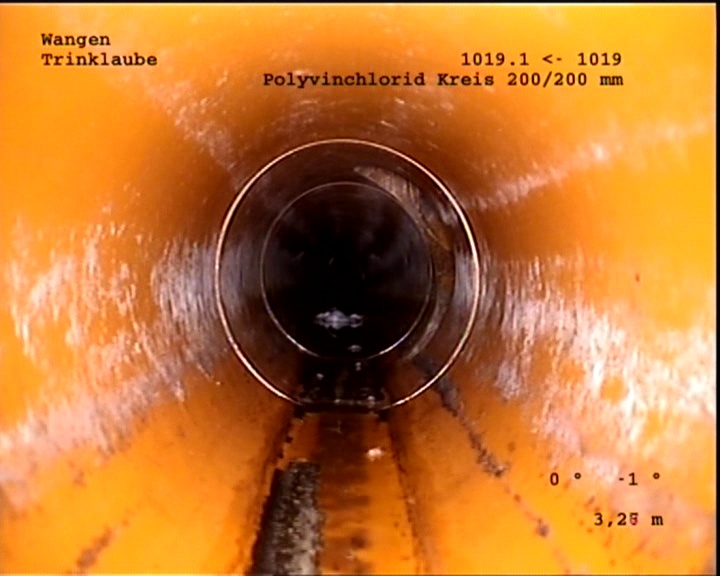 Wangen
Trinklaube
1019.1 <- 1019
Polyvinchlorid Kreis 200/200 mm
0 ° -1 °
m